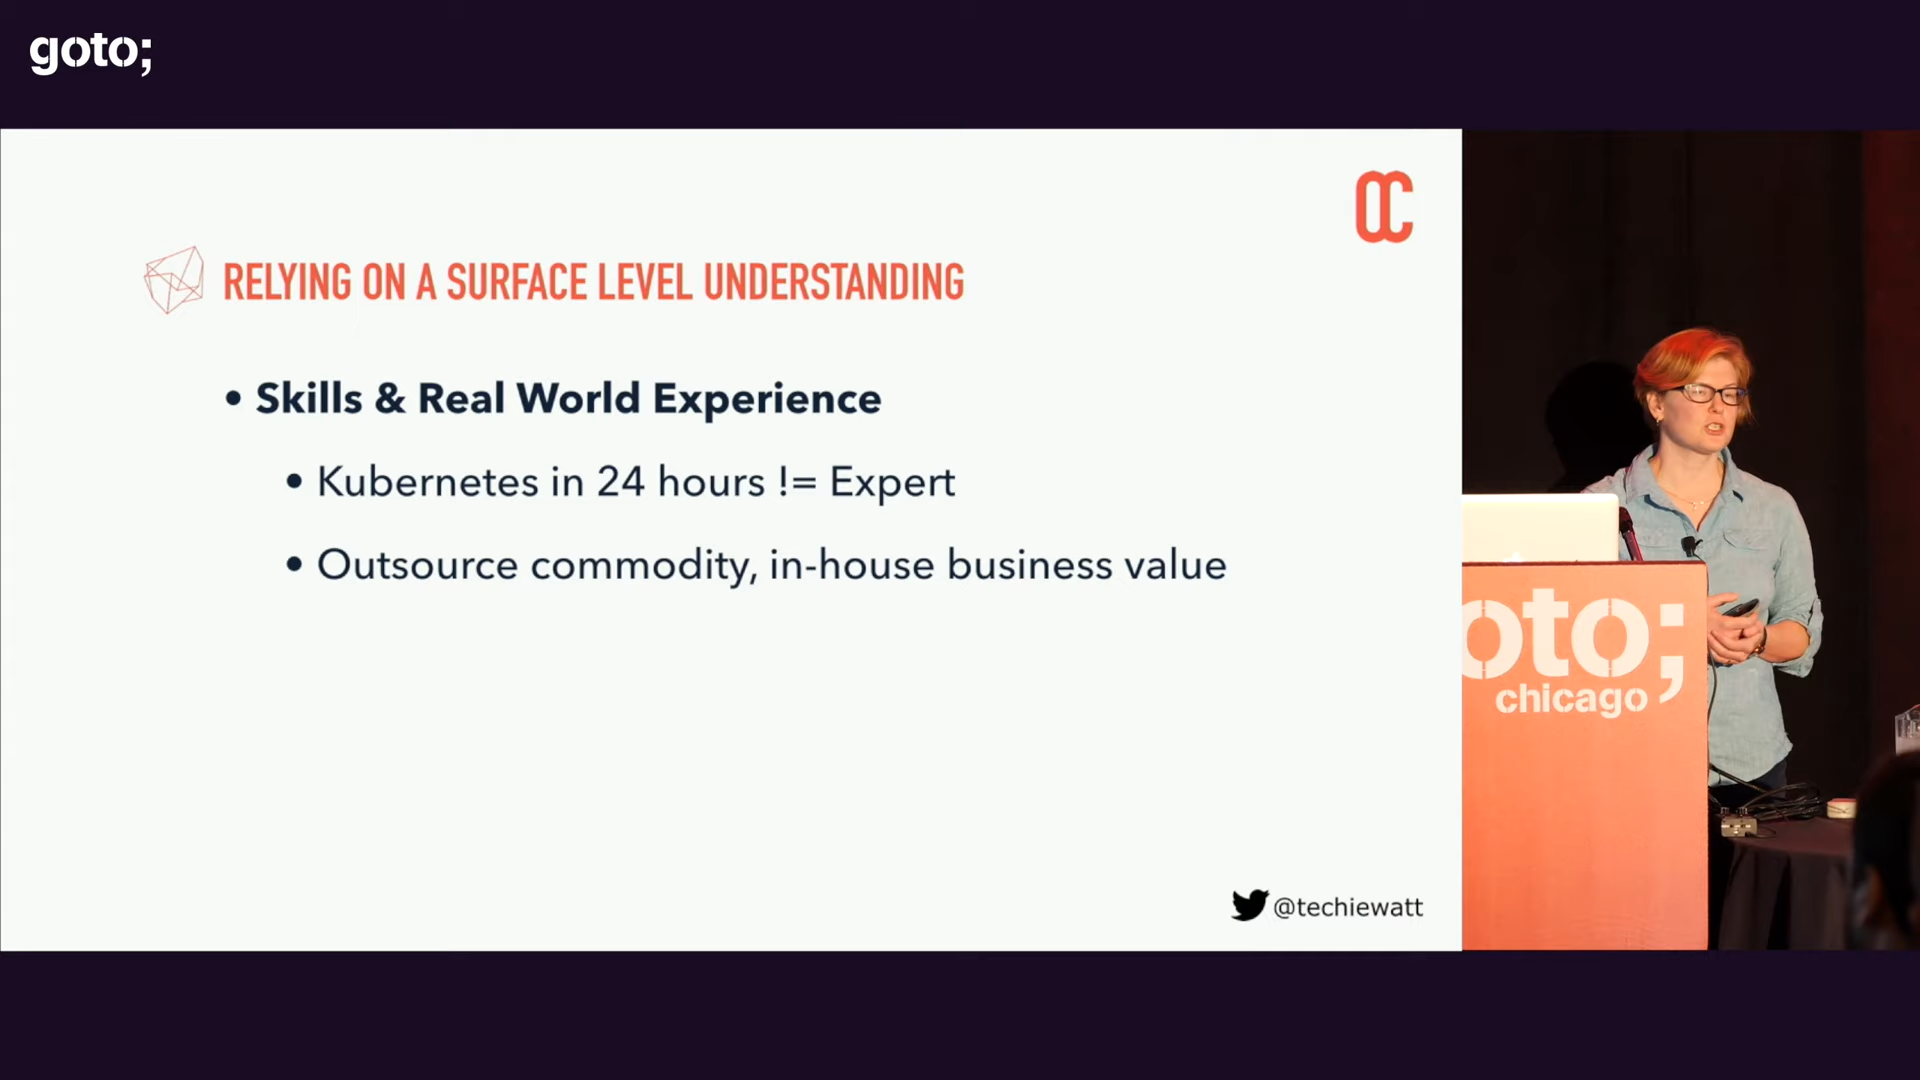 goto;
RELYING ON A SURFACE LEVEL UNDERSTANDING
• Skills & Real World Experience
• Kubernetes in 24 hours != Expert
• Outsource commodity, in-house business value
@techiewatt
oto;
chicago